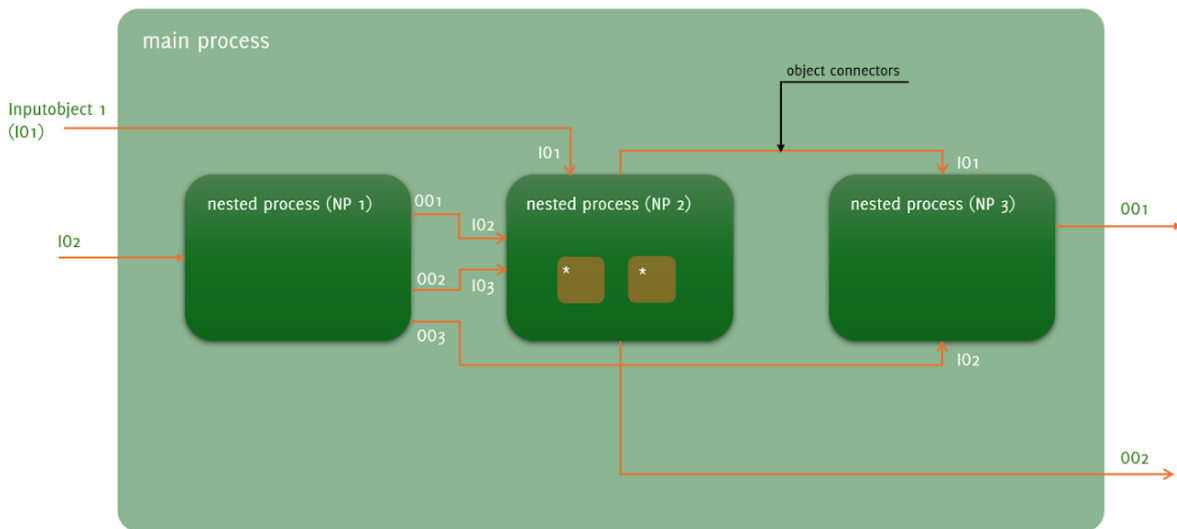 main process
object connectors
Inputobject 1
(IO1)
IO1
IO1
nested process (NP 1)
OO1
nested process (NP 2)
nested process (NP 3)
OO1
IO2
IO2
*
*
OO2
IO3
OO3
IO2
OO2